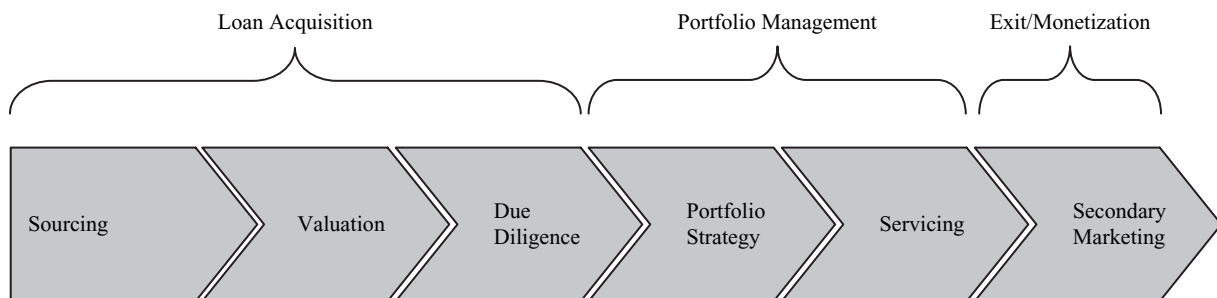 Loan Acquisition
Portfolio Management
Exit/Monetization
Sourcing
Valuation
Due
Diligence
Portfolio
Strategy
Servicing
Secondary
Marketing